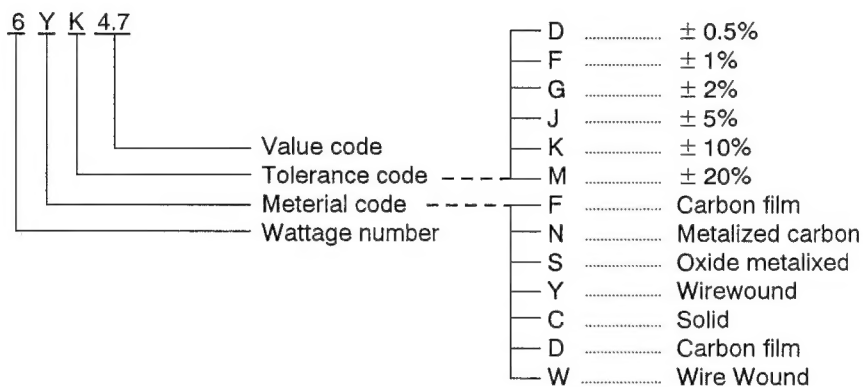 6 Y K 4.7
D ............ ± 0.5%
F ............ ± 1%
G ............ ± 2%
J ............ ± 5%
Value code K ............ ± 10%
Tolerance code M ............ ± 20%
Meterial code F ............ Carbon film
Wattage number N ............ Metalized carbon
S ............ Oxide metalixed
Y ............ Wirewound
C ............ Solid
D ............ Carbon film
W ............ Wire Wound